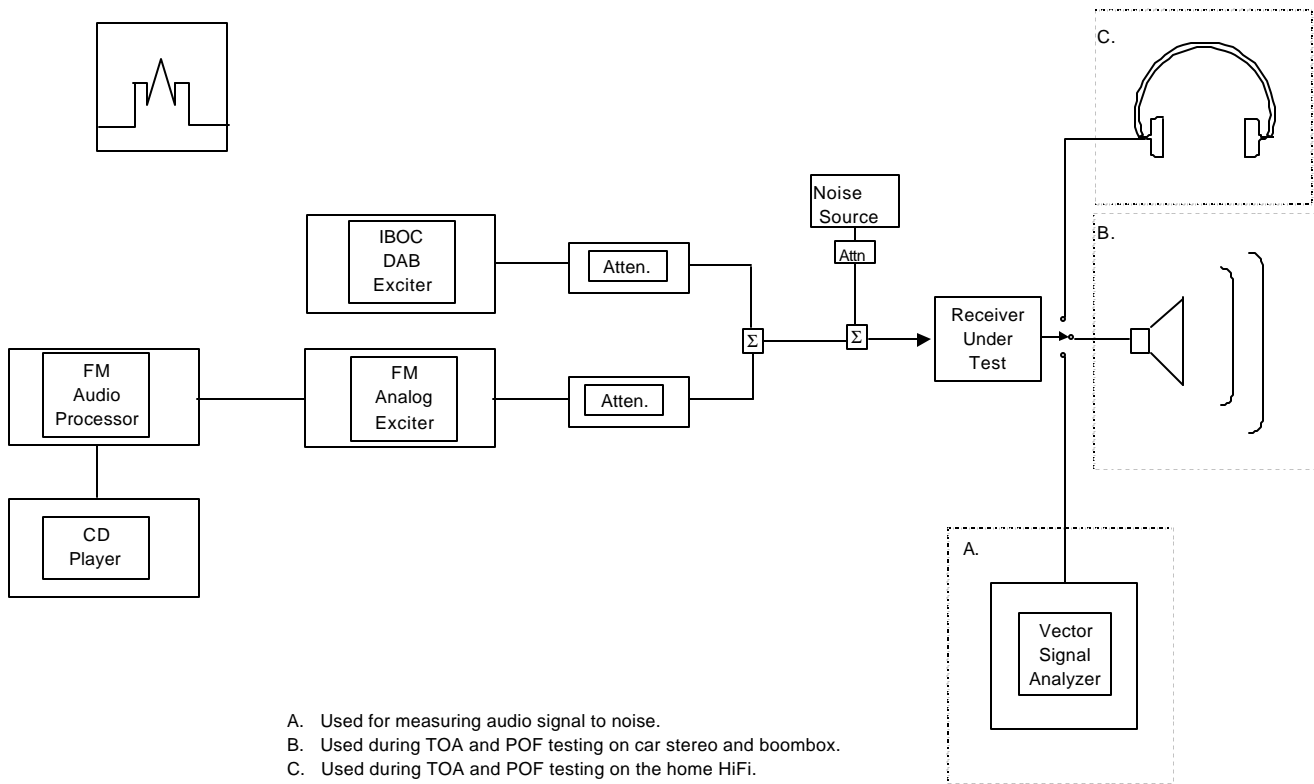 C.
Noise
Source
Attn
IBOC
DAB
Exciter
Atten.
B.
Σ
Σ
Receiver
Under
Test
FM
Audio
Processor
FM
Analog
Exciter
Atten.
CD
Player
A.
Vector
Signal
Analyzer
A. Used for measuring audio signal to noise.
B. Used during TOA and POF testing on car stereo and boombox.
C. Used during TOA and POF testing on the home HiFi.